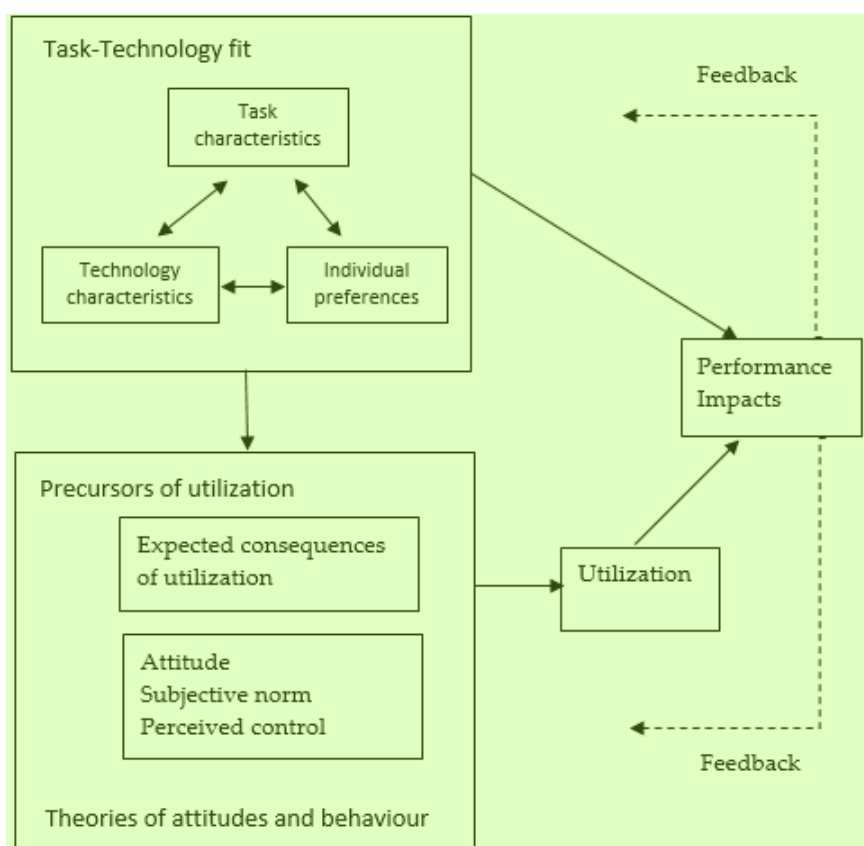 Task-Technology fit
Feedback
Task
characteristics
Technology
characteristics
Individual
preferences
Performance
Impacts
Precursors of utilization
Expected consequences
of utilization
Utilization
Attitude
Subjective norm
Perceived control
Feedback
Theories of attitudes and behaviour